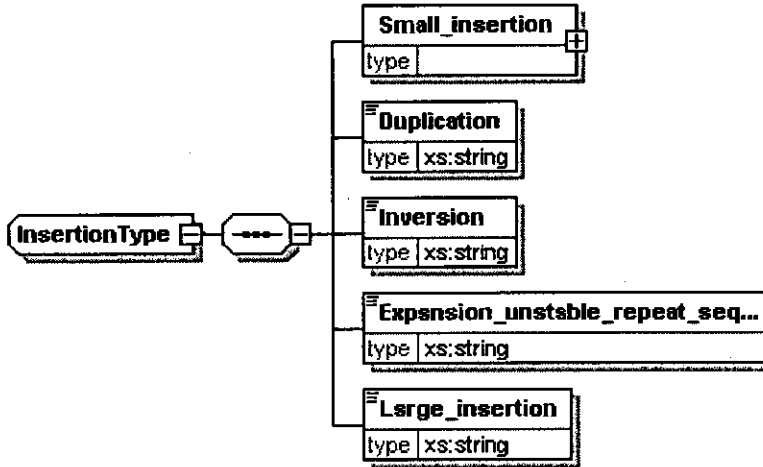 Small_insertion
type
Duplication
type xs:string
InsertionType
Inversion
type xs:string
Expsnsion_unstsble_repeat_seq...
type xs:string
Lsrge_insertion
type xs:string